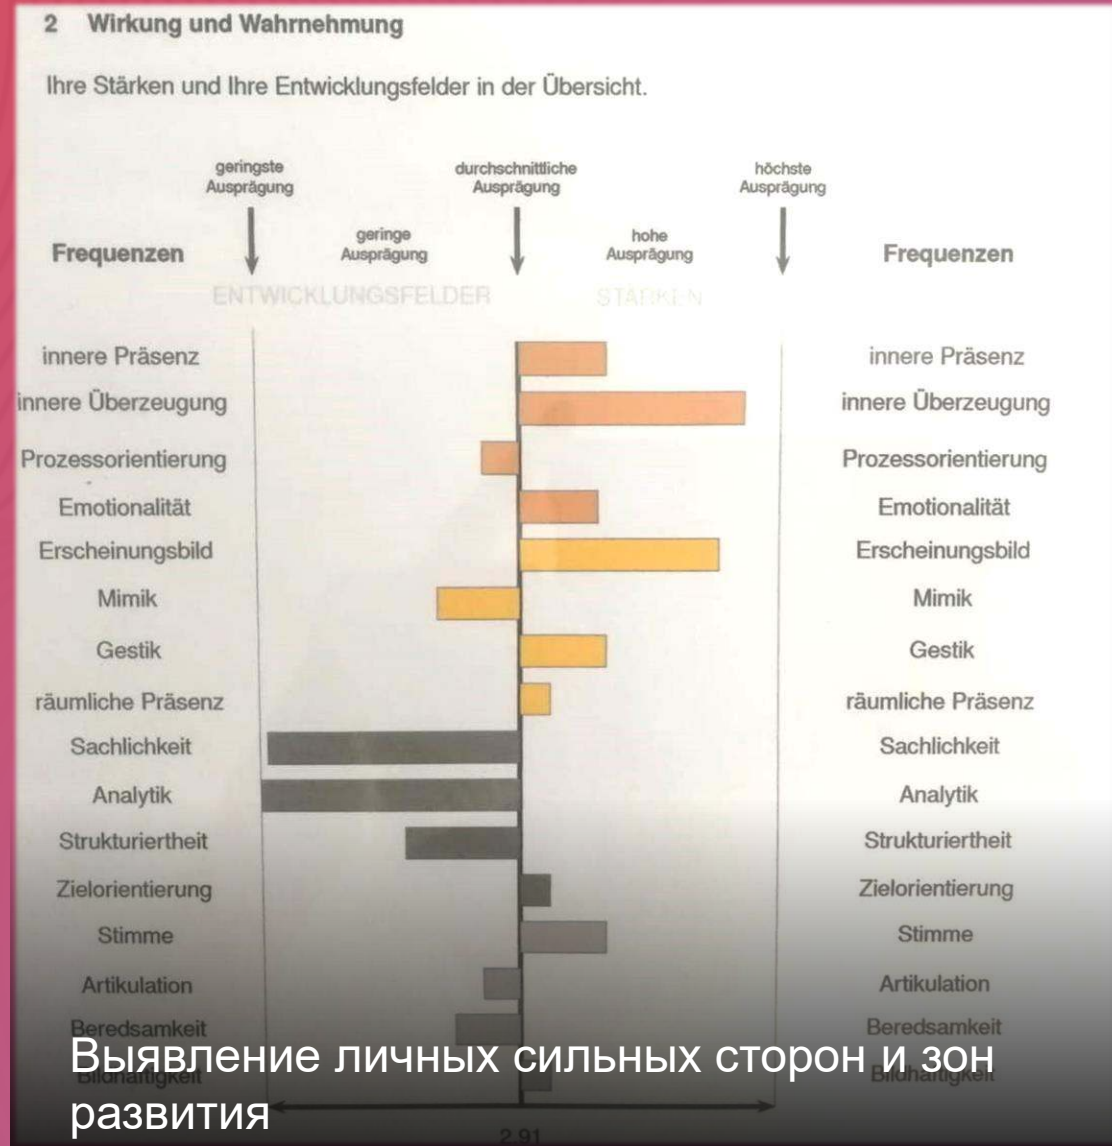 2 Wirkung und Wahrnehmung
Ihre Stärken und Ihre Entwicklungsfelder in der Übersicht.
geringste
Ausprägung
durchschnittliche
Ausprägung
höchste
Ausprägung
geringe
Ausprägung
hohe
Ausprägung
Frequenzen
Frequenzen
ENTWICKLUNGSFELDER STÄRKEN
innere Präsenz innere Präsenz
innere Überzeugung innere Überzeugung
Prozessorientierung Prozessorientierung
Emotionalität Emotionalität
Erscheinungsbild Erscheinungsbild
Mimik Mimik
Gestik Gestik
räumliche Präsenz räumliche Präsenz
Sachlichkeit Sachlichkeit
Analytik Analytik
Strukturiertheit Strukturiertheit
Zielorientierung Zielorientierung
Stimme Stimme
Artikulation Artikulation
Beredsamkeit Beredsamkeit
Bildhaftigkeit Bildhaftigkeit
Выявление личных сильных сторон и зон
развития
2.91